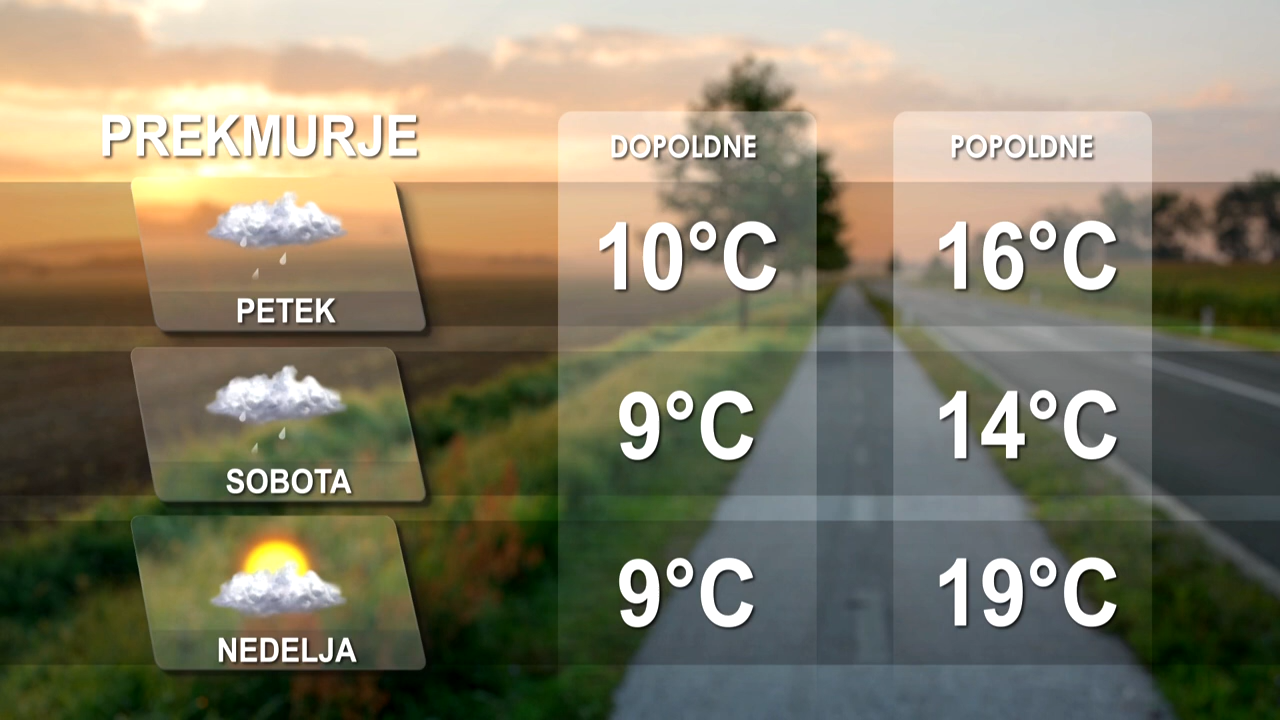 PREKMURJE
DOPOLDNE POPOLDNE
PETEK 10°C 16°C
SOBOTA 9°C 14°C
NEDELJA 9°C 19°C